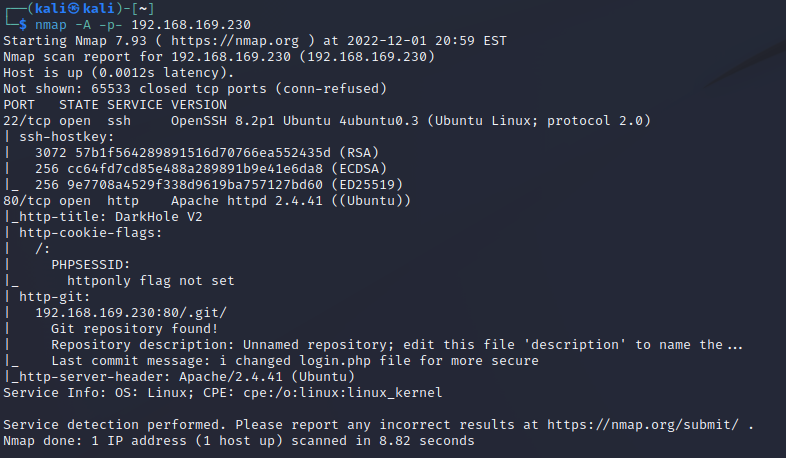 ┌──(kali㉿kali)-[~]
└─$ nmap -A -p- 192.168.169.230
Starting Nmap 7.93 ( https://nmap.org ) at 2022-12-01 20:59 EST
Nmap scan report for 192.168.169.230 (192.168.169.230)
Host is up (0.0012s latency).
Not shown: 65533 closed tcp ports (conn-refused)
PORT   STATE SERVICE VERSION
22/tcp open  ssh     OpenSSH 8.2p1 Ubuntu 4ubuntu0.3 (Ubuntu Linux; protocol 2.0)
| ssh-hostkey:
|   3072 57b1f564289891516d70766ea552435d (RSA)
|   256 cc64fd7cd85e488a289891b9e41e6da8 (ECDSA)
|_  256 9e7708a4529f338d9619ba757127bd60 (ED25519)
80/tcp open  http    Apache httpd 2.4.41 ((Ubuntu))
|_http-title: DarkHole V2
| http-cookie-flags:
|   /:
|     PHPSESSID:
|_      httponly flag not set
| http-git:
|   192.168.169.230:80/.git/
|     Git repository found!
|     Repository description: Unnamed repository; edit this file 'description' to name the...
|_    Last commit message: i changed login.php file for more secure
|_http-server-header: Apache/2.4.41 (Ubuntu)
Service Info: OS: Linux; CPE: cpe:/o:linux:linux_kernel

Service detection performed. Please report any incorrect results at https://nmap.org/submit/ .
Nmap done: 1 IP address (1 host up) scanned in 8.82 seconds